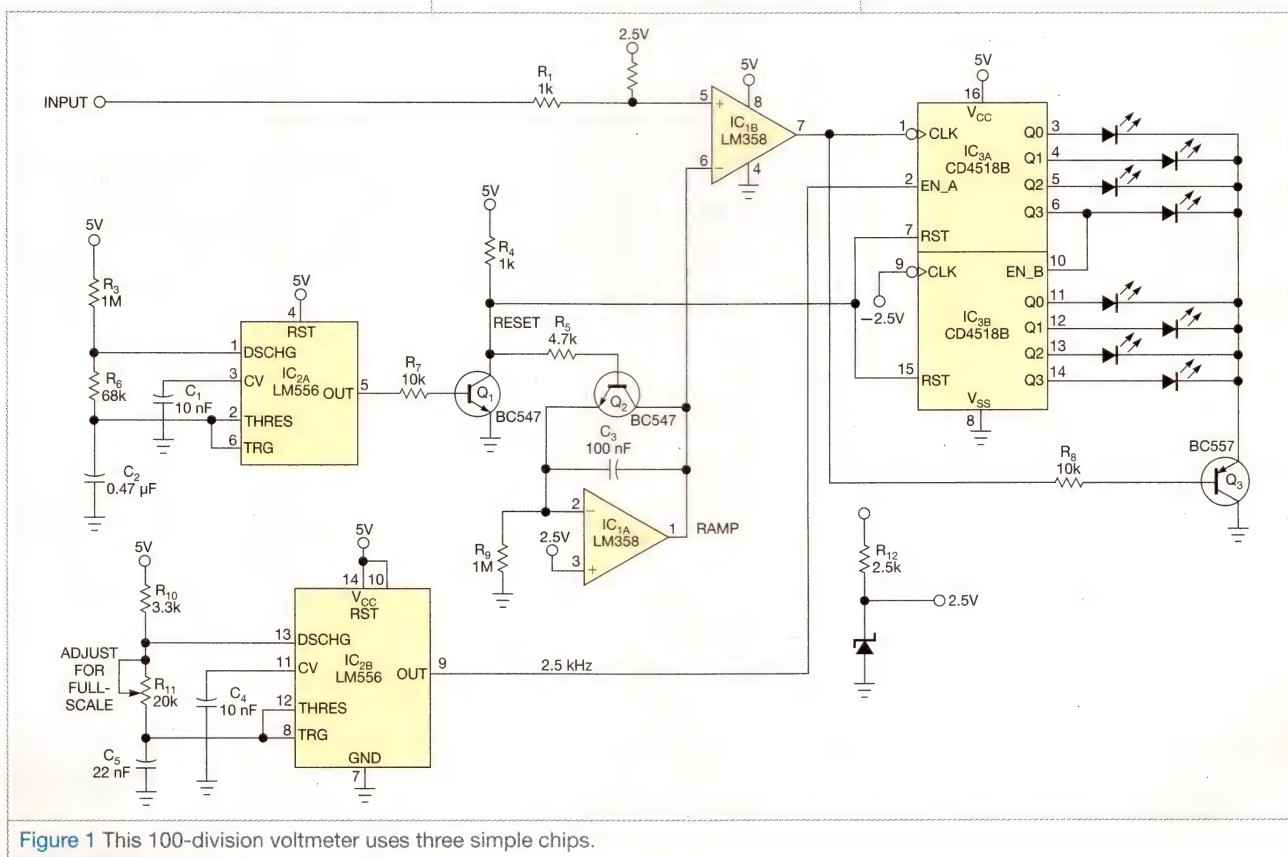 2.5V
R1
1k
INPUT
5V
5
+
8
IC1B
LM358
7
6
−
4
5V
16
VCC
1
CLK
IC3A
CD4518B
2
EN_A
7
RST
Q0
3
Q1
4
Q2
5
Q3
6
9
CLK
−2.5V
EN_B
10
IC3B
CD4518B
15
RST
Q0
11
Q1
12
Q2
13
Q3
14
VSS
8
5V
R4
1k
RESET
R5
4.7k
5V
R3
1M
R6
68k
C1
10 nF
C2
0.47 µF
5V
4
RST
1
DSCHG
IC2A
LM556
3
CV
OUT
5
2
THRES
6
TRG
R7
10k
Q1
BC547
Q2
BC547
C3
100 nF
2
−
IC1A
LM358
1
RAMP
2.5V
3
+
R9
1M
R8
10k
BC557
Q3
R12
2.5k
2.5V
5V
R10
3.3k
ADJUST
FOR
FULL-
SCALE
R11
20k
C5
22 nF
C4
10 nF
5V
14
10
VCC
RST
13
DSCHG
11
CV
IC2B
LM556
OUT
9
2.5 kHz
12
THRES
8
TRG
GND
7
Figure 1 This 100-division voltmeter uses three simple chips.